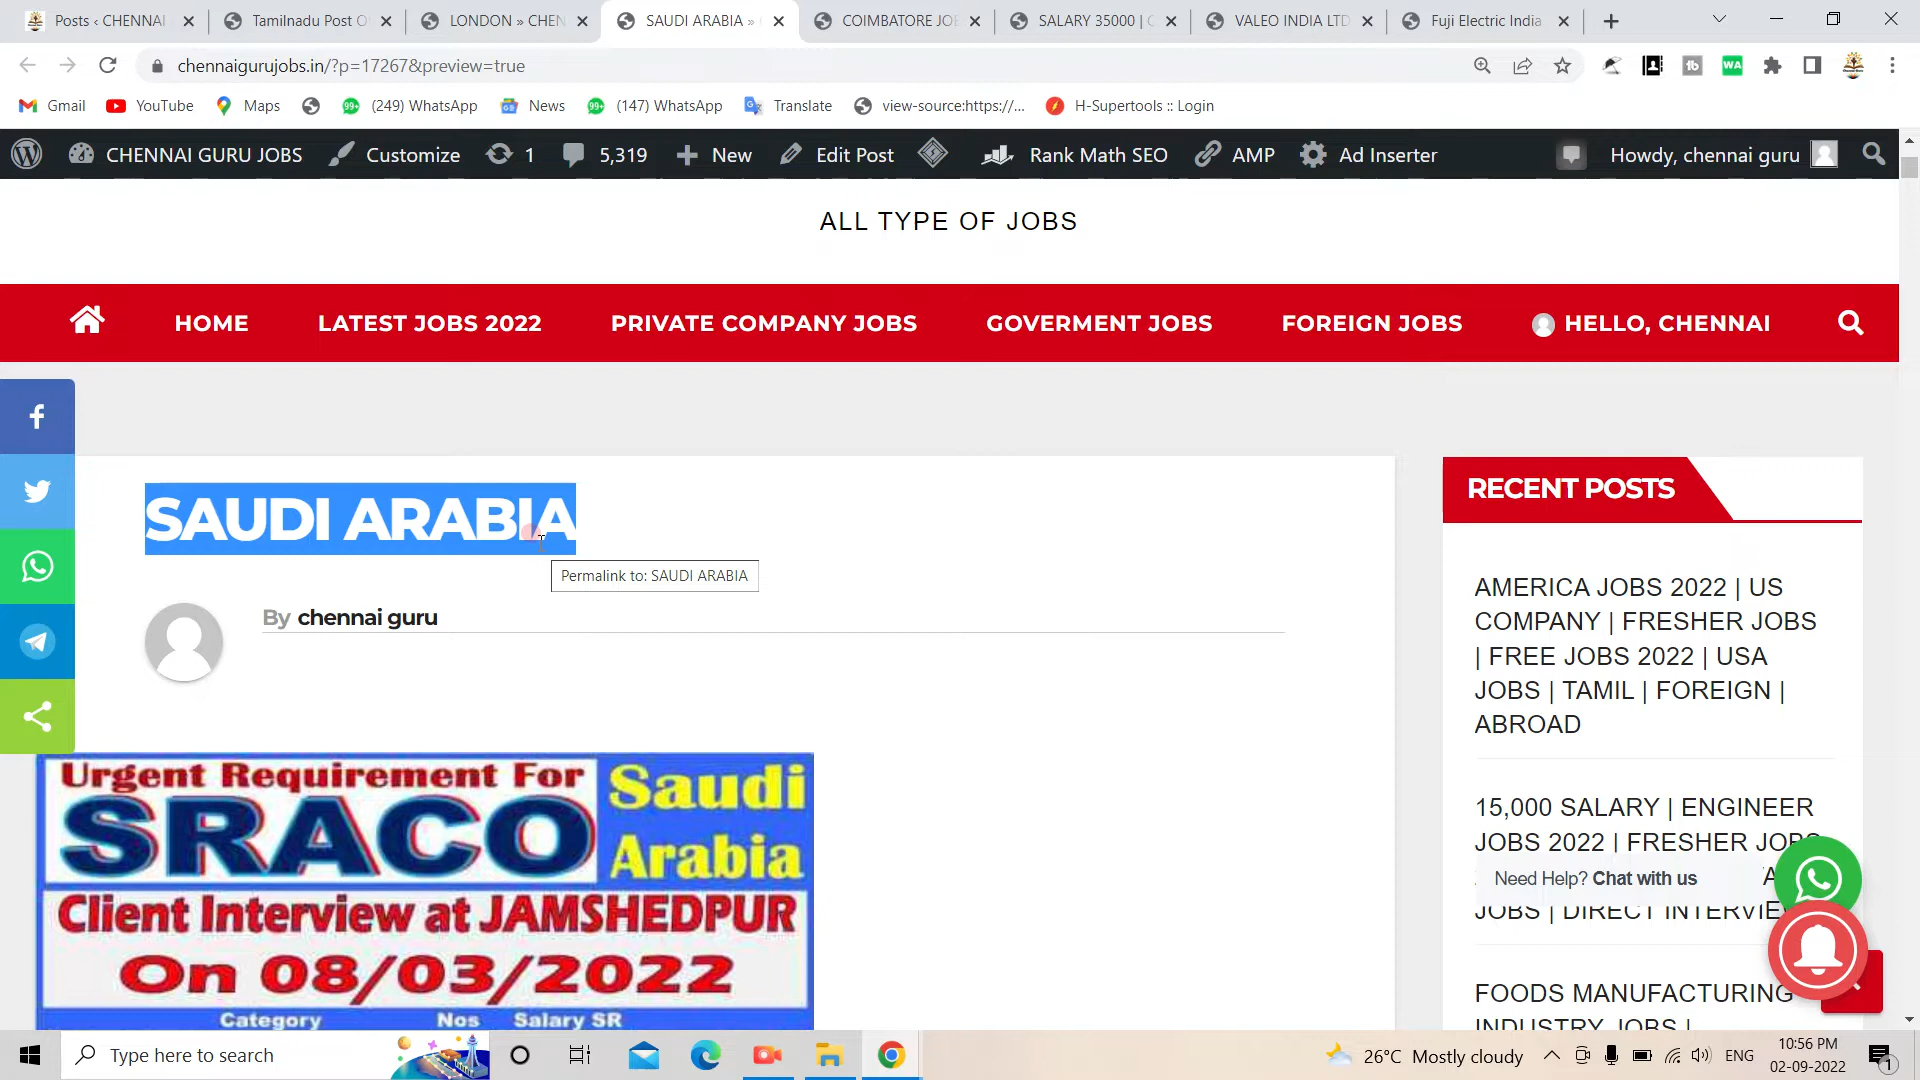 Posts ‹ CHENNAI
Tamilnadu Post O
LONDON » CHEN
SAUDI ARABIA »
COIMBATORE JOB
SALARY 35000 |
VALEO INDIA LTD
Fuji Electric India
chennaigurujobs.in/?p=17267&preview=true
Gmail
YouTube
Maps
(249) WhatsApp
News
(147) WhatsApp
Translate
view-source:https://...
H-Supertools :: Login
CHENNAI GURU JOBS
Customize
1
5,319
New
Edit Post
Rank Math SEO
AMP
Ad Inserter
Howdy, chennai guru
ALL TYPE OF JOBS
HOME
LATEST JOBS 2022
PRIVATE COMPANY JOBS
GOVERMENT JOBS
FOREIGN JOBS
HELLO, CHENNAI
SAUDI ARABIA
Permalink to: SAUDI ARABIA
By chennai guru
Urgent Requirement For
SRACO
Saudi
Arabia
Client Interview at JAMSHEDPUR
On 08/03/2022
Category Nos Salary SR
RECENT POSTS
AMERICA JOBS 2022 | US
COMPANY | FRESHER JOBS
| FREE JOBS 2022 | USA
JOBS | TAMIL | FOREIGN |
ABROAD
15,000 SALARY | ENGINEER
JOBS 2022 | FRESHER JOBS
Need Help? Chat with us
JOBS | DIRECT INTERVIEW
FOODS MANUFACTURING
INDUSTRY JOBS |
Type here to search
26°C Mostly cloudy
ENG
10:56 PM
02-09-2022
1